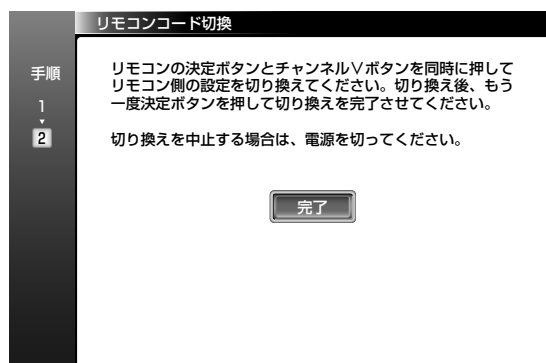 リモコンコード切換
手順
1
2
リモコンの決定ボタンとチャンネル∨ボタンを同時に押して
リモコン側の設定を切り換えてください。切り換え後、もう
一度決定ボタンを押して切り換えを完了させてください。
切り換えを中止する場合は、電源を切ってください。
完了